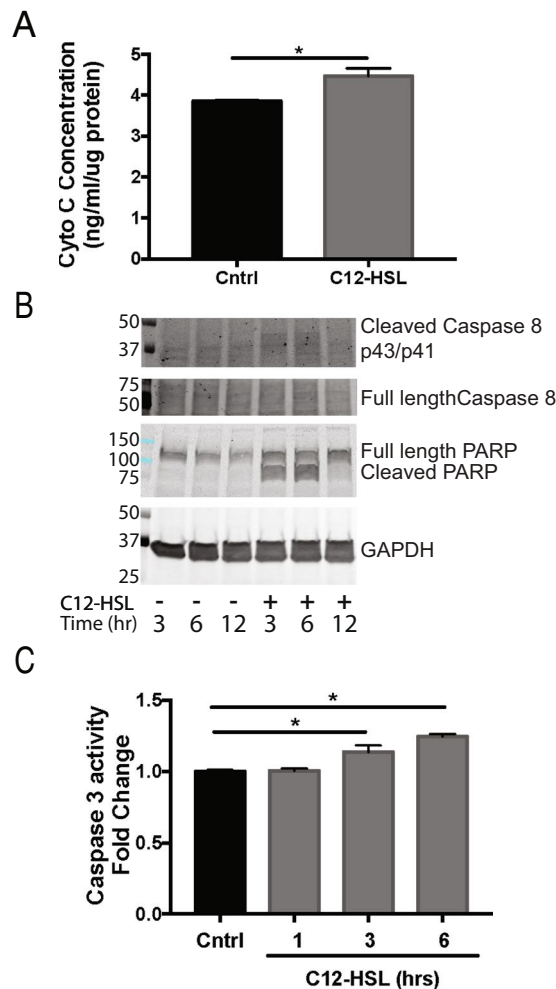 A
Cyto C Concentration
(ng/ml/ug protein)
5
4
3
2
1
0
*
Cntrl
C12-HSL
B
50
37
Cleaved Caspase 8
p43/p41
75
50
Full lengthCaspase 8
150
100
75
Full length PARP
Cleaved PARP
50
37
25
GAPDH
C12-HSL - - - + + +
Time (hr) 3 6 12 3 6 12
C
Caspase 3 activity
Fold Change
1.5
1.0
0.5
0.0
*
*
Cntrl 1 3 6
C12-HSL (hrs)